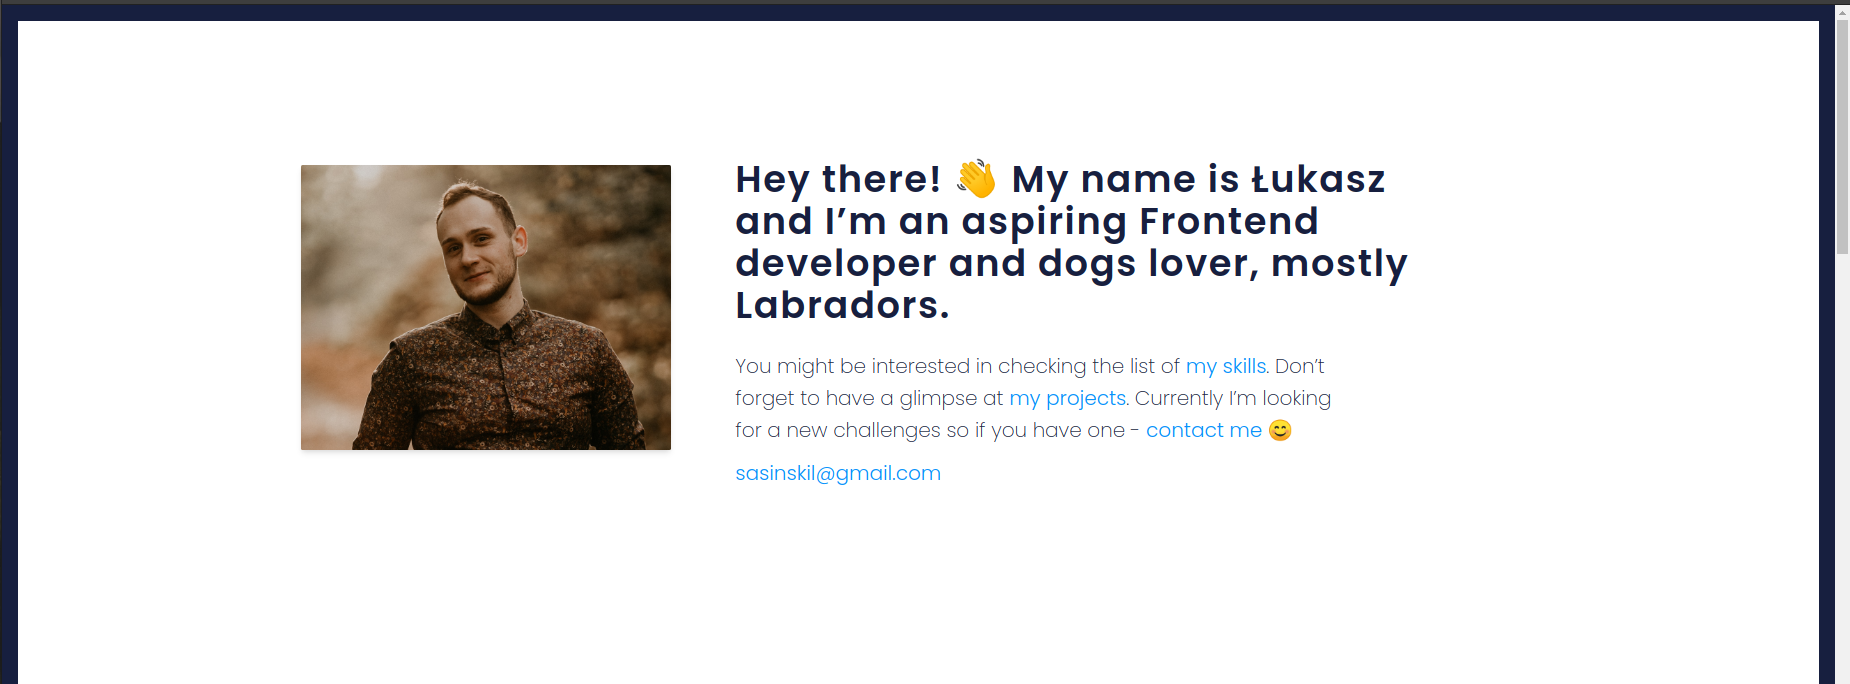 Hey there! 👋 My name is Łukasz
and I’m an aspiring Frontend
developer and dogs lover, mostly
Labradors.
You might be interested in checking the list of my skills. Don’t
forget to have a glimpse at my projects. Currently I’m looking
for a new challenges so if you have one - contact me 😊
sasinskil@gmail.com